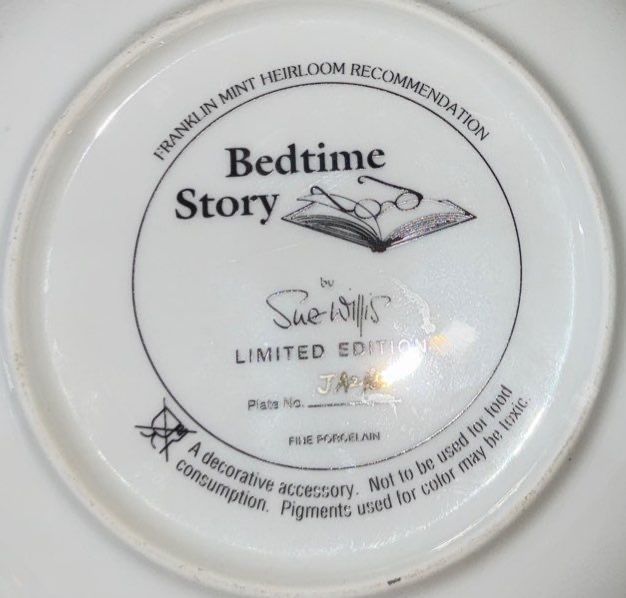 FRANKLIN MINT HEIRLOOM RECOMMENDATION
Bedtime
Story
by
Sue Willis
LIMITED EDITION
Plate No.
FINE PORCELAIN
A decorative accessory. Not to be used for food
consumption. Pigments used for color may be toxic.